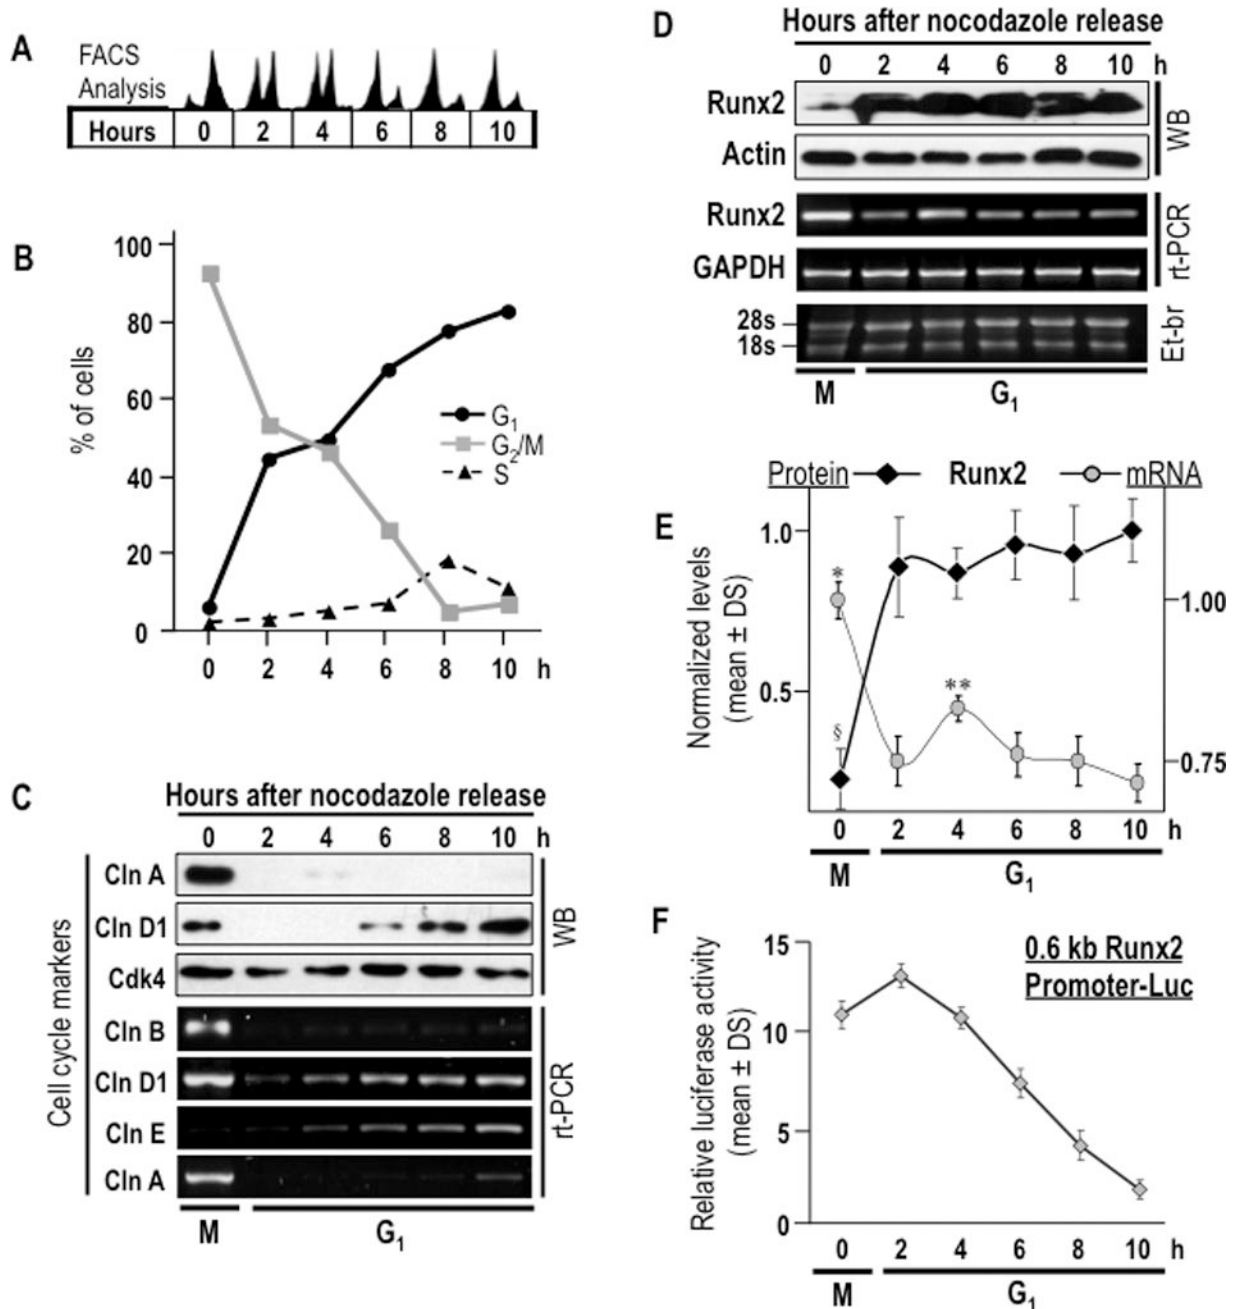 A
FACS
Analysis
Hours 0 2 4 6 8 10
B
% of cells
100
80
60
40
20
0
G1
G2/M
S
0 2 4 6 8 10 h
C
Hours after nocodazole release
0 2 4 6 8 10 h
Cell cycle markers
Cln A
Cln D1
Cdk4
WB
Cln B
Cln D1
Cln E
Cln A
rt-PCR
M G1
D
Hours after nocodazole release
0 2 4 6 8 10 h
Runx2
Actin
WB
Runx2
GAPDH
rt-PCR
28s
18s
Et-br
M G1
E
Protein Runx2 mRNA
Normalized levels
(mean ± DS)
1.0
0.5
1.00
0.75
*
**
§
0 2 4 6 8 10 h
M G1
F
Relative luciferase activity
(mean ± DS)
0.6 kb Runx2
Promoter-Luc
15
10
5
0
0 2 4 6 8 10 h
M G1